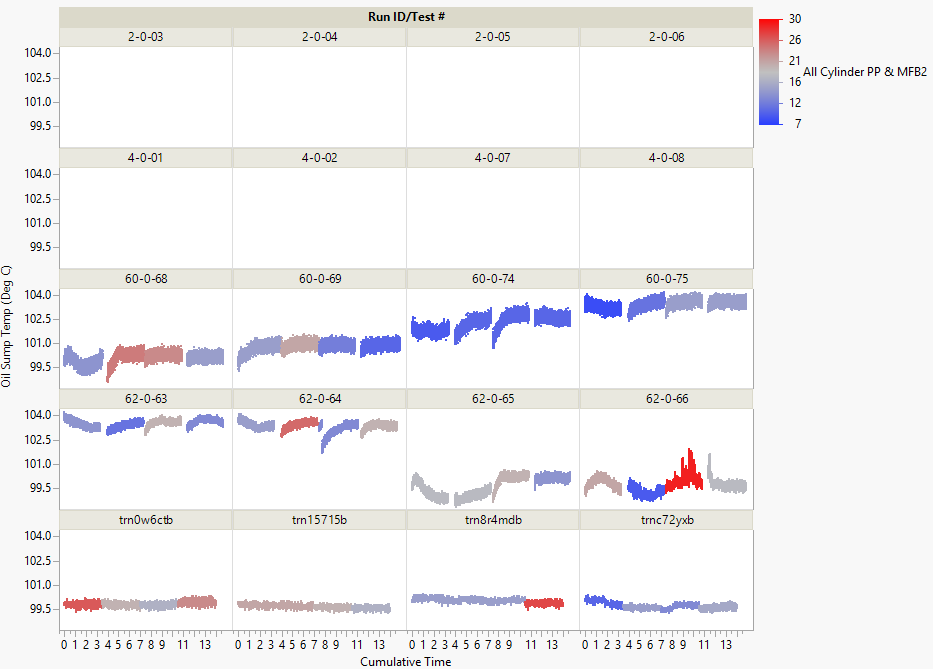 Run ID/Test #
2-0-03 2-0-04 2-0-05 2-0-06
104.0
102.5
101.0
99.5
4-0-01 4-0-02 4-0-07 4-0-08
104.0
102.5
101.0
99.5
60-0-68 60-0-69 60-0-74 60-0-75
104.0
102.5
101.0
99.5
62-0-63 62-0-64 62-0-65 62-0-66
104.0
102.5
101.0
99.5
trn0w6ctb trn15715b trn8r4mdb trnc72yxb
104.0
102.5
101.0
99.5
0 1 2 3 4 5 6 7 8 9 11 13 0 1 2 3 4 5 6 7 8 9 11 13 0 1 2 3 4 5 6 7 8 9 11 13 0 1 2 3 4 5 6 7 8 9 11 13
Cumulative Time
Oil Sump Temp (Deg C)
30
26
21
16
12
7
All Cylinder PP & MFB2